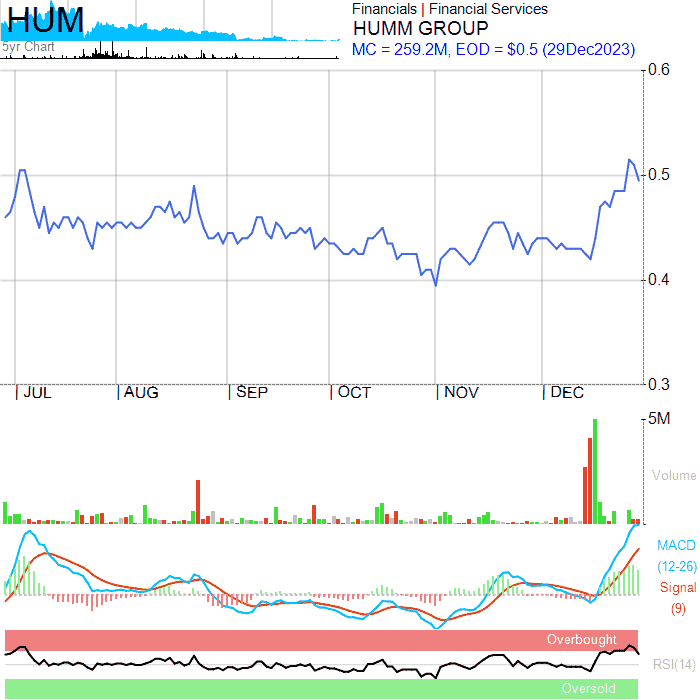 HUM
5yr Chart
Financials | Financial Services
HUMM GROUP
MC = 259.2M, EOD = $0.5 (29Dec2023)
0.6
0.5
0.4
0.3
JUL
AUG
SEP
OCT
NOV
DEC
5M
Volume
MACD
(12-26)
Signal
(9)
Overbought
RSI(14)
Oversold